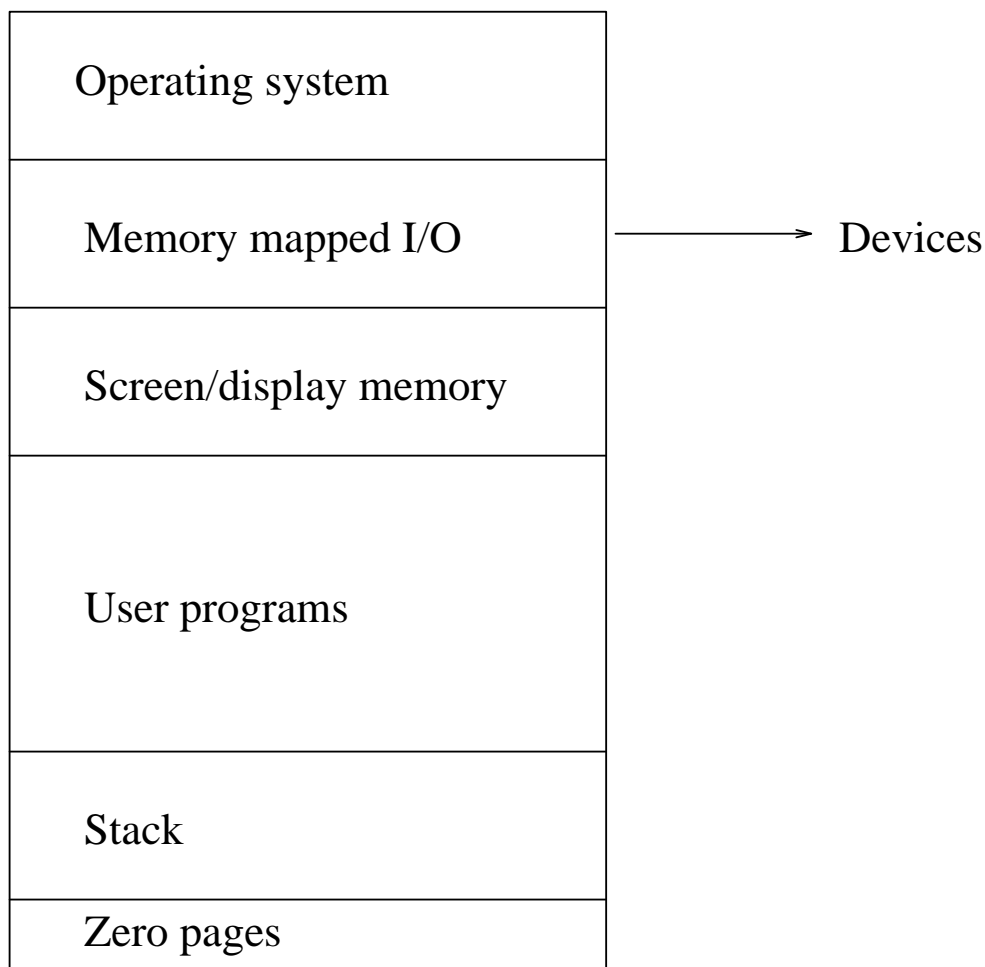 Operating system
Memory mapped I/O
Devices
Screen/display memory
User programs
Stack
Zero pages